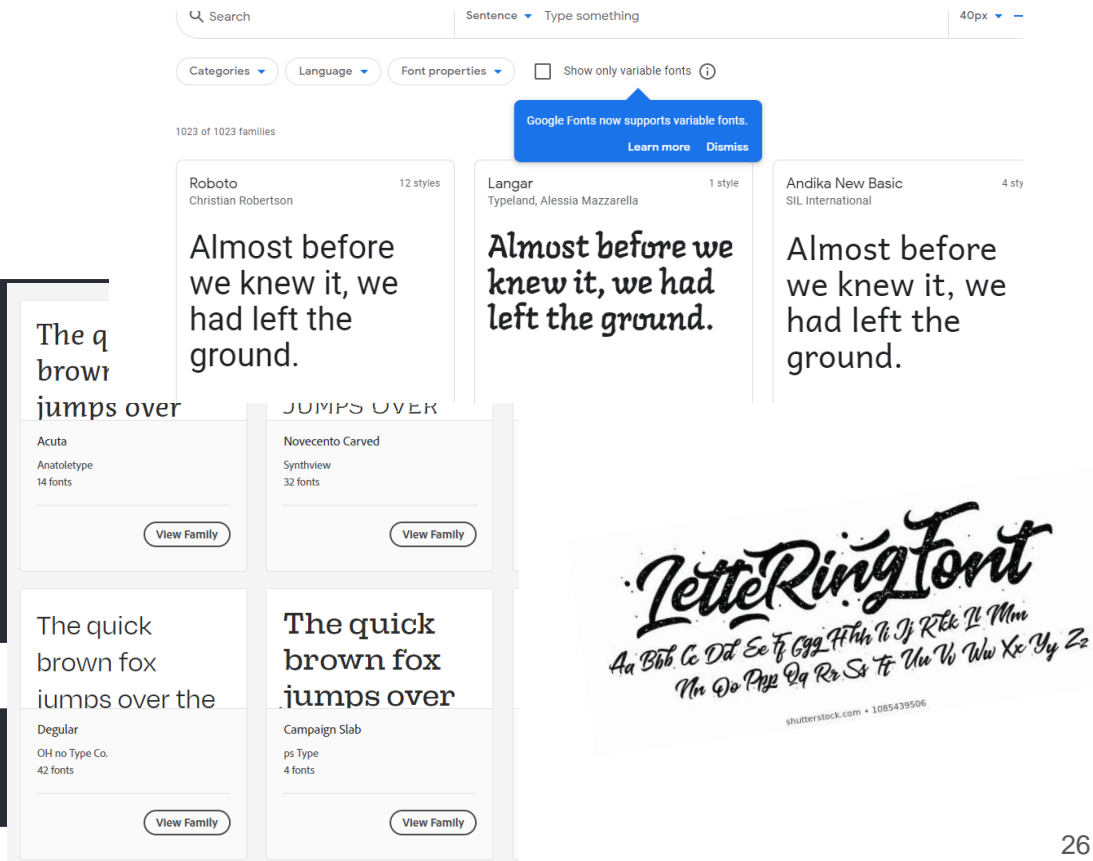 Search
Sentence Type something 40px
Categories Language Font properties Show only variable fonts
Google Fonts now supports variable fonts.
Learn more Dismiss
1023 of 1023 families
Roboto 12 styles
Christian Robertson
Almost before
we knew it, we
had left the
ground.
Langar 1 style
Typeland, Alessia Mazzarella
Almost before we
knew it, we had
left the ground.
Andika New Basic 4 sty
SIL International
Almost before
we knew it, we
had left the
ground.
The q
brown
jumps over
Acuta
Anatoletype
14 fonts
View Family
JUMPS OVER
Novecento Carved
Synthview
32 fonts
View Family
The quick
brown fox
jumps over the
Degular
OH no Type Co.
42 fonts
View Family
The quick
brown fox
jumps over
Campaign Slab
ps Type
4 fonts
View Family
LetteRingFont
Aa Bbb Cc Dd Ee Ff Ggg Hhh Ii Jj Kkk Ll Mm
Nn Oo Ppp Qq Rr Ss Tt Uu Vv Ww Xx Yy Zz
shutterstock.com • 1085439506
26